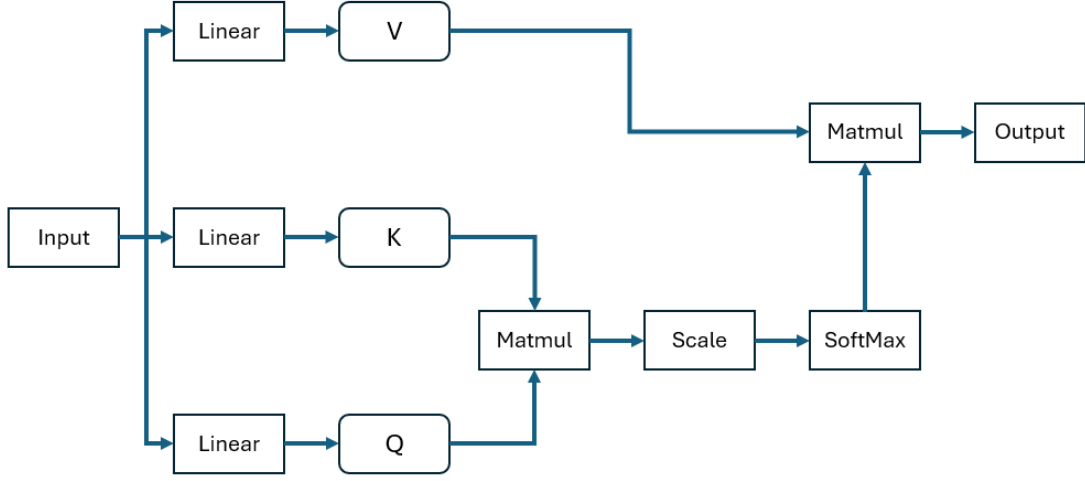 Linear
V
Matmul
Output
Input
Linear
K
Matmul
Scale
SoftMax
Linear
Q